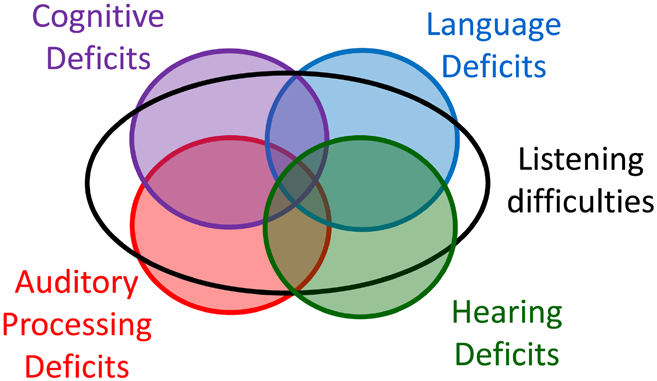 Cognitive
Deficits
Language
Deficits
Listening
difficulties
Auditory
Processing
Deficits
Hearing
Deficits